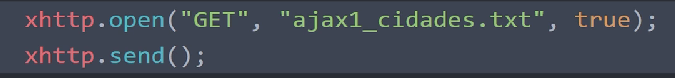 xhttp.open("GET", "ajax1_cidades.txt", true);
xhttp.send();